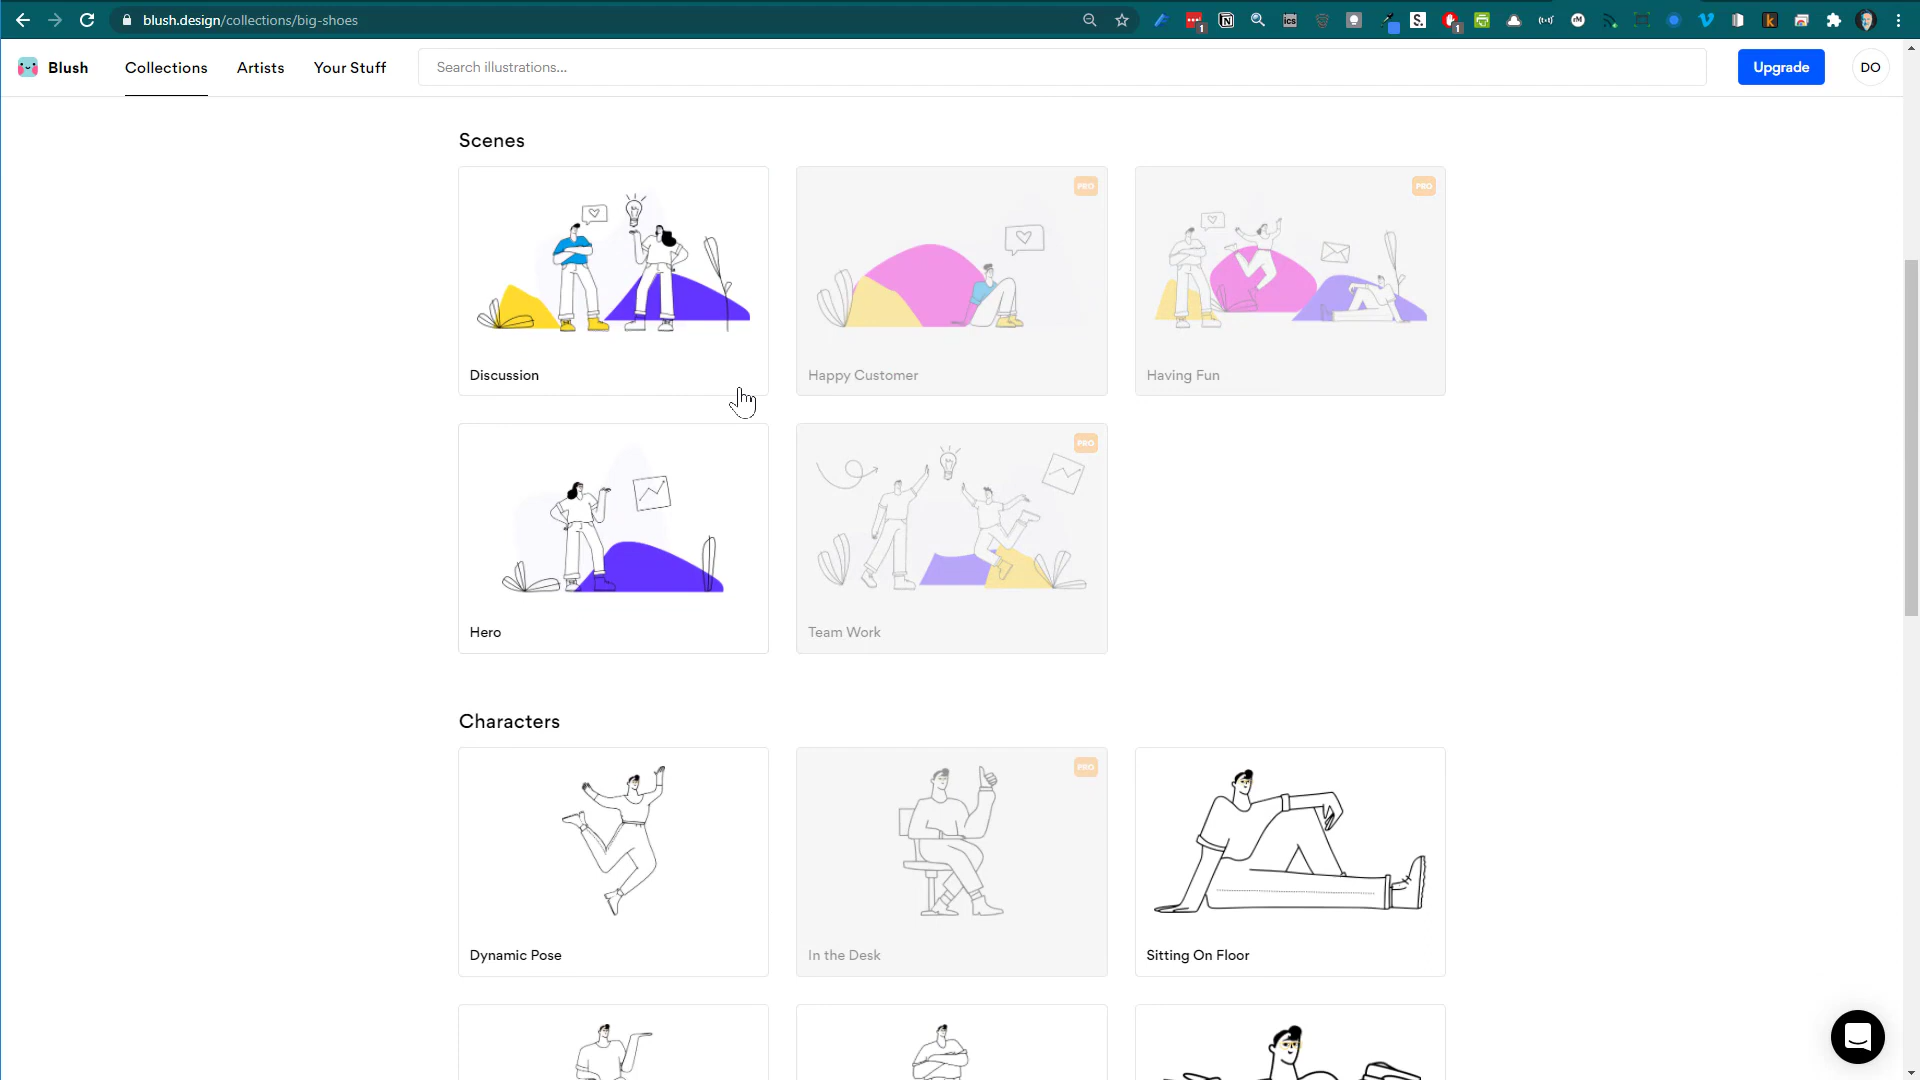 blush.design/collections/big-shoes
Blush
Collections
Artists
Your Stuff
Search illustrations...
Upgrade
DO
Scenes
PRO
PRO
Discussion
Happy Customer
Having Fun
PRO
Hero
Team Work
Characters
PRO
Dynamic Pose
In the Desk
Sitting On Floor